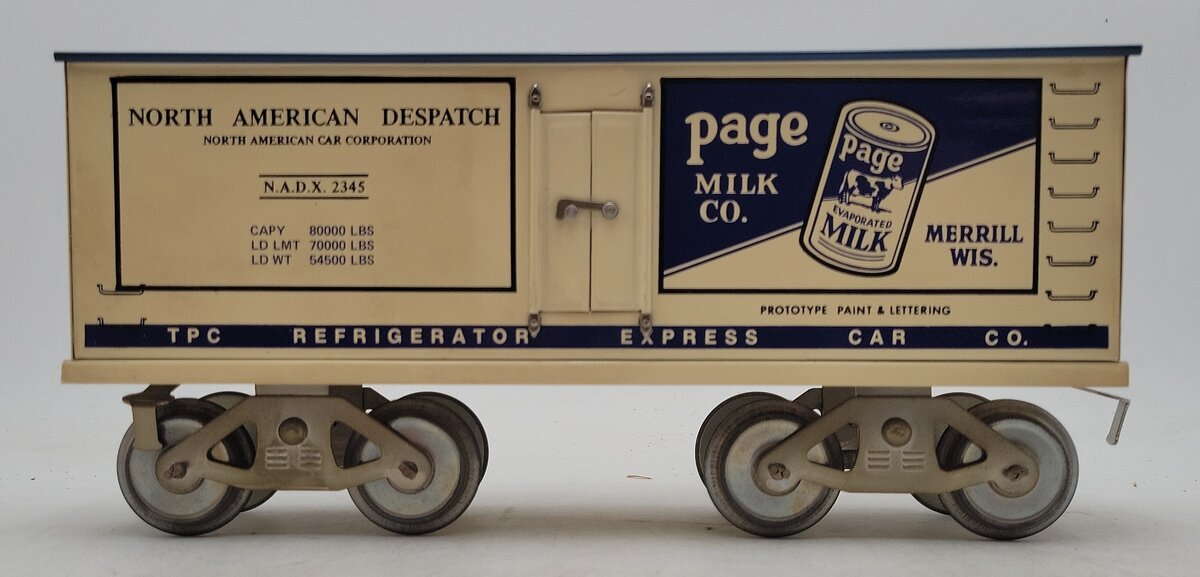 NORTH AMERICAN DESPATCH
NORTH AMERICAN CAR CORPORATION
N.A.D.X. 2345
CAPY 80000 LBS
LD LMT 70000 LBS
LD WT 54500 LBS
page
MILK
CO.
page
EVAPORATED
MILK
MERRILL
WIS.
PROTOTYPE PAINT & LETTERING
TPC REFRIGERATOR EXPRESS CAR CO.